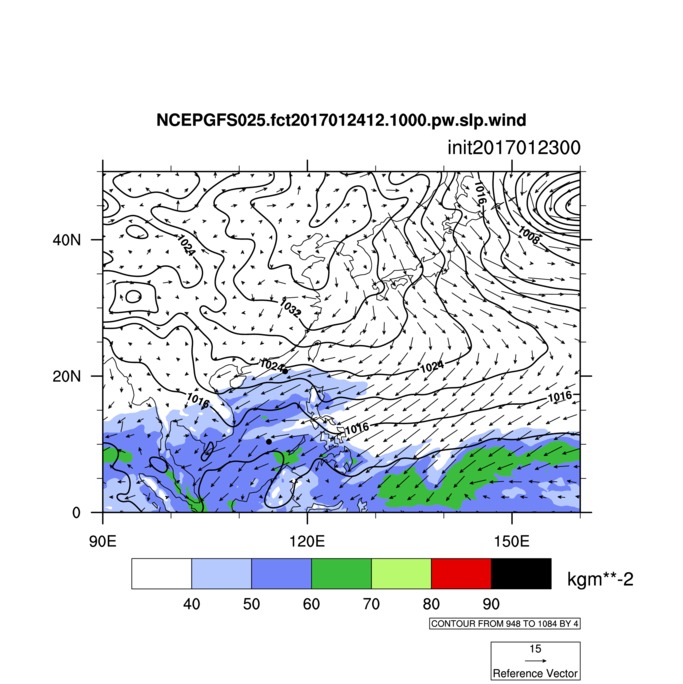 NCEPGFS025.fct2017012412.1000.pw.slp.wind
init2017012300
1016
1008
40N
1024
1032
1024
1024
20N
1016
1016
1016
0
90E 120E 150E
40 50 60 70 80 90
kgm**-2
CONTOUR FROM 948 TO 1084 BY 4
15
Reference Vector